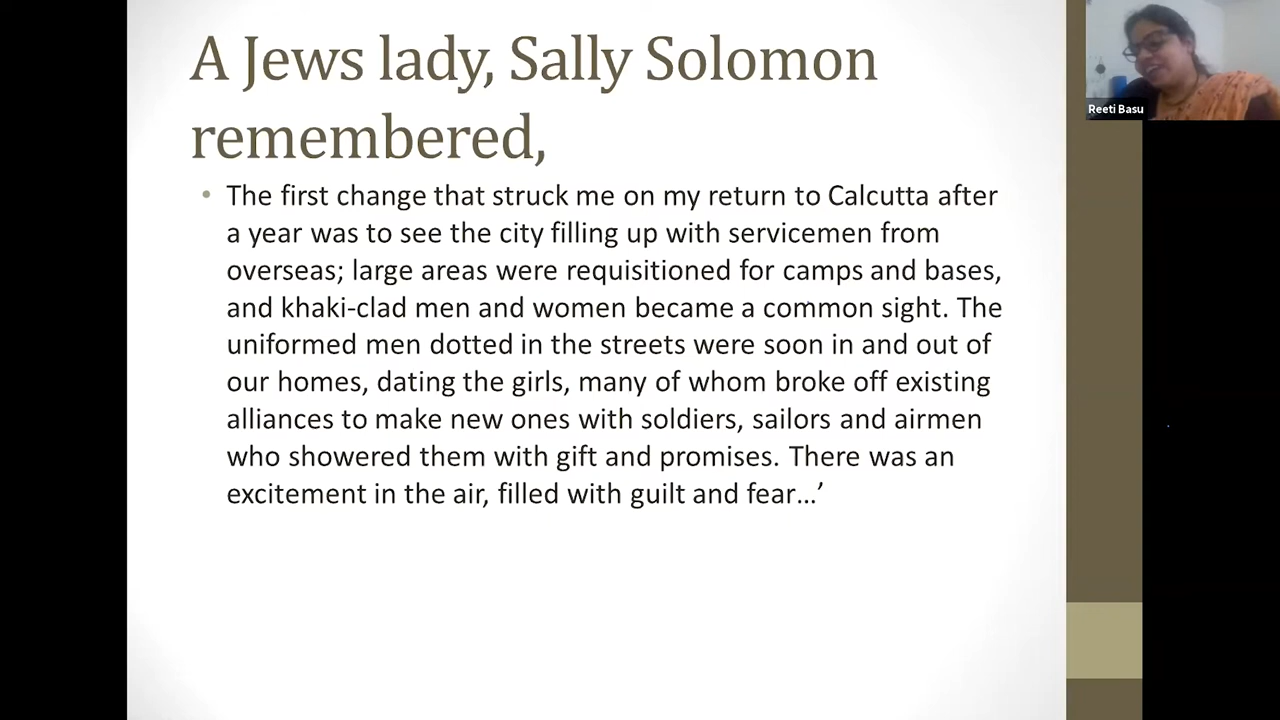 A Jews lady, Sally Solomon
remembered,
• The first change that struck me on my return to Calcutta after
a year was to see the city filling up with servicemen from
overseas; large areas were requisitioned for camps and bases,
and khaki-clad men and women became a common sight. The
uniformed men dotted in the streets were soon in and out of
our homes, dating the girls, many of whom broke off existing
alliances to make new ones with soldiers, sailors and airmen
who showered them with gift and promises. There was an
excitement in the air, filled with guilt and fear…’
Reeti Basu